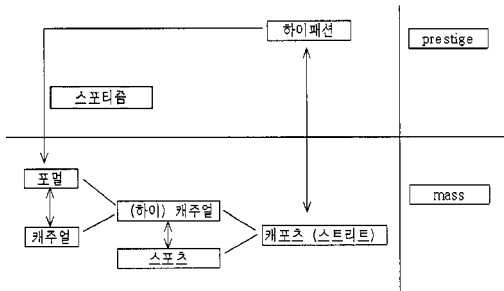 하이패션
prestige
스포티즘
포멀
mass
(하이) 캐주얼
캐주얼
캐포츠 (스트리트)
스포츠